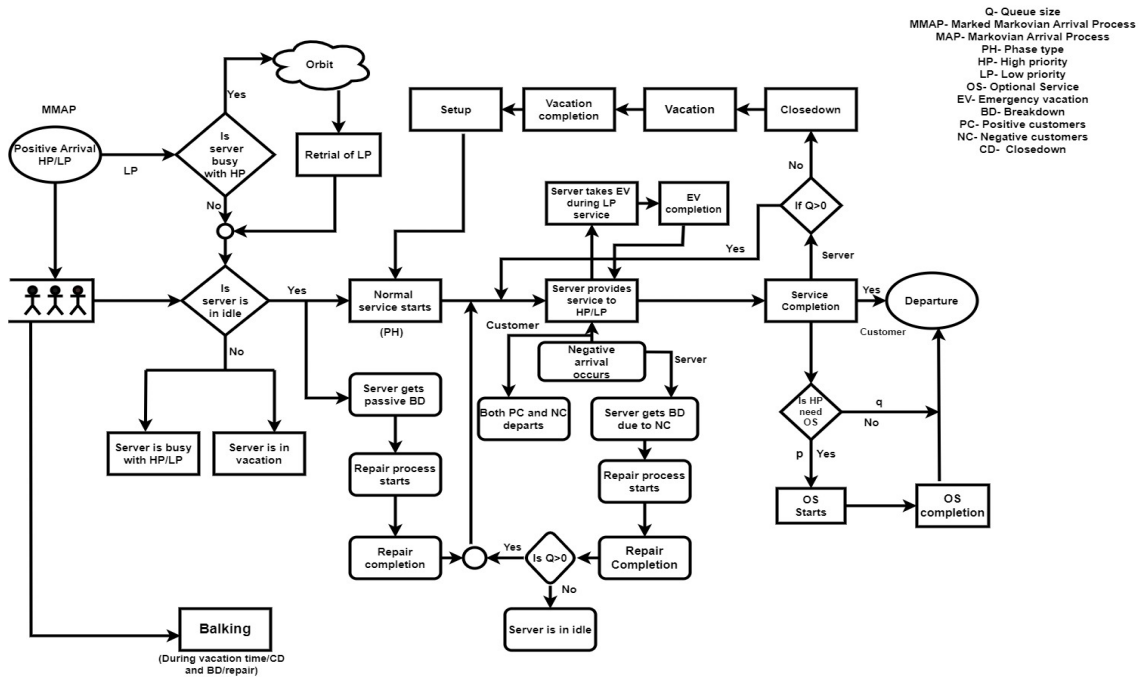 Q- Queue size
MMAP- Marked Markovian Arrival Process
MAP- Markovian Arrival Process
PH- Phase type
HP- High priority
LP- Low priority
OS- Optional Service
EV- Emergency vacation
BD- Breakdown
PC- Positive customers
NC- Negative customers
CD- Closedown
MMAP
Positive Arrival
HP/LP
LP
Is
server
busy
with HP
Yes
No
Orbit
Retrial of LP
Setup
Vacation
completion
Vacation
Closedown
No
If Q>0
Yes
Server
Server takes EV
during LP
service
EV
completion
Is
server is
in idle
Yes
No
Normal
service starts
(PH)
Server provides
service to
HP/LP
Service
Completion
Yes
Customer
Departure
Customer
Negative
arrival
occurs
Server
Server gets
passive BD
Both PC and NC
departs
Server gets BD
due to NC
Is HP
need
OS
q
No
p
Yes
Server is busy
with HP/LP
Server is in
vacation
Repair process
starts
Repair process
starts
OS
Starts
OS
completion
Repair
completion
Yes
Is Q>0
No
Repair
Completion
Server is in idle
Balking
(During vacation time/CD
and BD/repair)